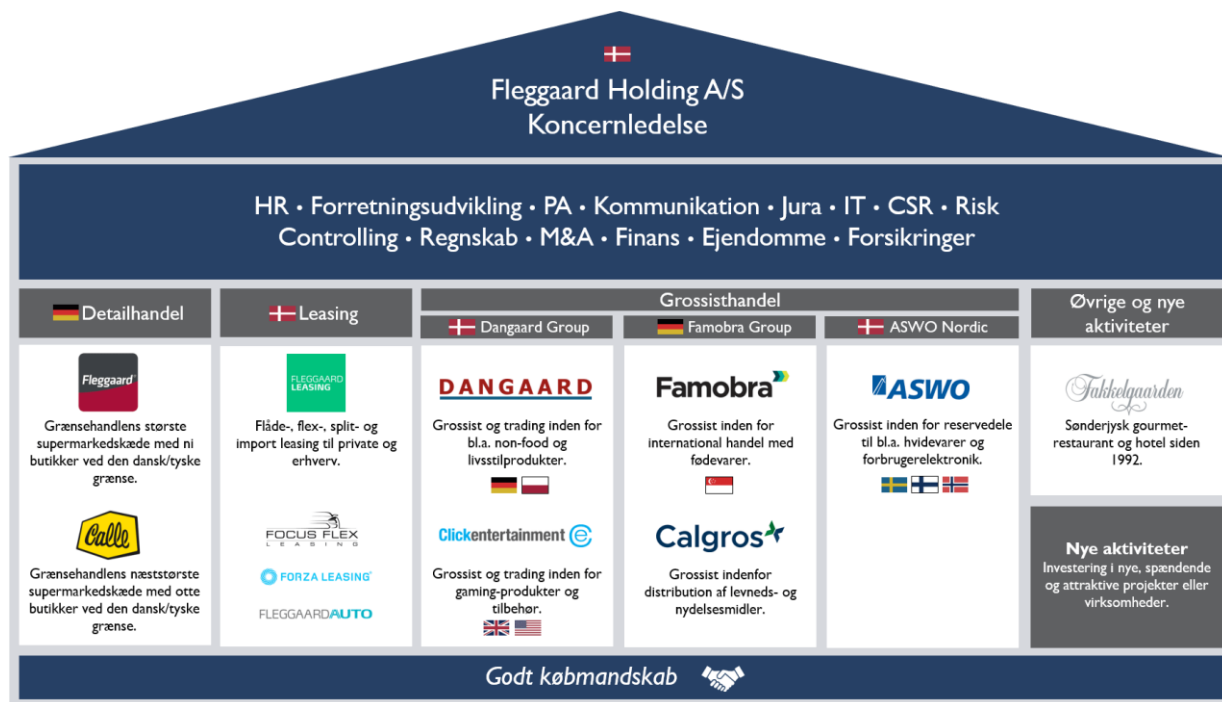 Fleggaard Holding A/S
Koncernledelse
HR • Forretningsudvikling • PA • Kommunikation • Jura • IT • CSR • Risk
Controlling • Regnskab • M&A • Finans • Ejendomme • Forsikringer
Detailhandel
Fleggaard
Grænsehandlens største
supermarkedskæde med ni
butikker ved den dansk/tyske
grænse.
Calle
Grænsehandlens næststørste
supermarkedskæde med otte
butikker ved den dansk/tyske
grænse.
Leasing
FLEGGAARD
LEASING
Flåde-, flex-, split- og
import leasing til private og
erhverv.
FOCUS FLEX
LEASING
FORZA LEASING
FLEGGAARDAUTO
Grossisthandel
Dangaard Group
DANGAARD
Grossist og trading inden for
bl.a. non-food og
livsstilprodukter.
Clickentertainment e
Grossist og trading inden for
gaming-produkter og
tilbehør.
Famobra Group
Famobra
Grossist inden for
international handel med
fødevarer.
Calgros
Grossist indenfor
distribution af levneds- og
nydelsesmidler.
ASWO Nordic
ASWO
Grossist inden for reservedele
til bl.a. hvidevarer og
forbrugerelektronik.
Øvrige og nye
aktiviteter
Fakkelgaarden
Sønderjysk gourmet-
restaurant og hotel siden
1992.
Nye aktiviteter
Investering i nye, spændende
og attraktive projekter eller
virksomheder.
Godt købmandskab